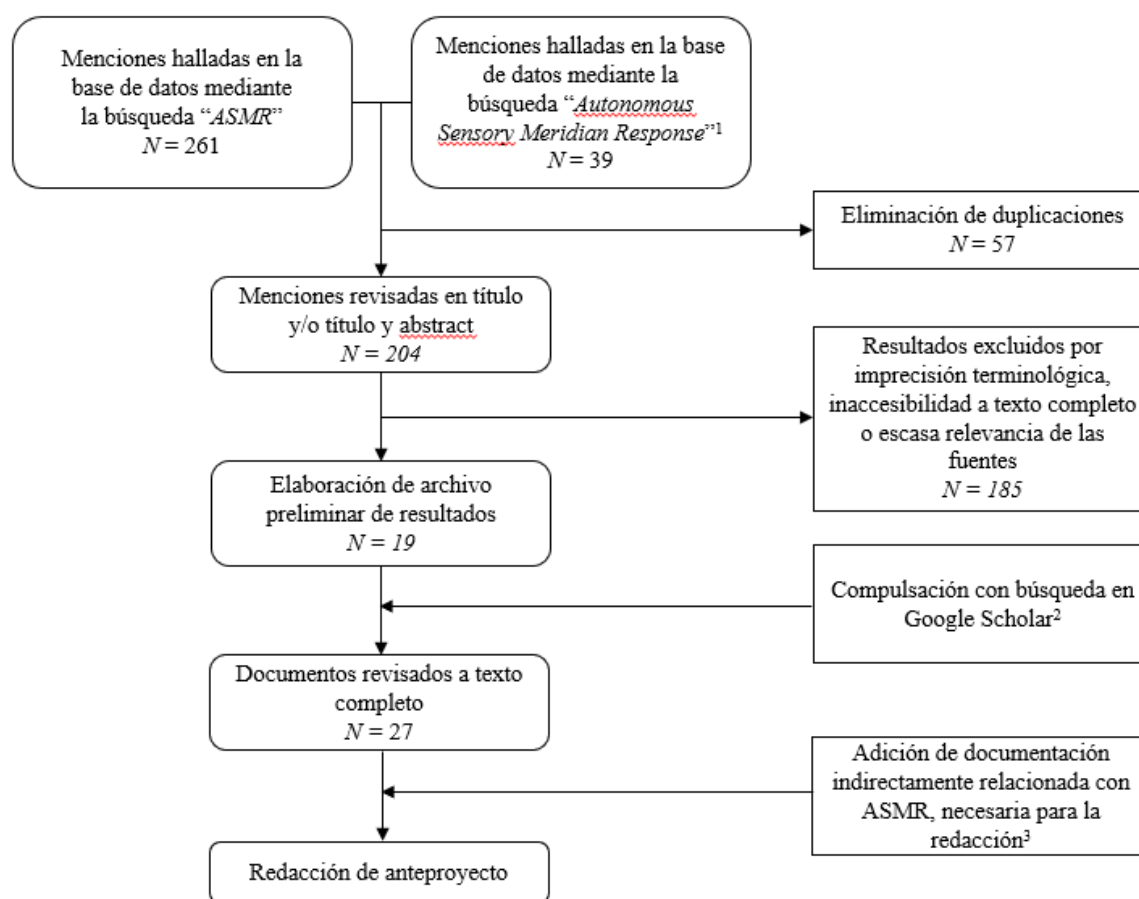 Menciones halladas en la
base de datos mediante
la búsqueda “ASMR”
N = 261
Menciones halladas en la base
de datos mediante la
búsqueda “Autonomous
Sensory Meridian Response”¹
N = 39
Eliminación de duplicaciones
N = 57
Menciones revisadas en título
y/o título y abstract
N = 204
Resultados excluidos por
imprecisión terminológica,
inaccesibilidad a texto completo
o escasa relevancia de las
fuentes
N = 185
Elaboración de archivo
preliminar de resultados
N = 19
Compulsación con búsqueda en
Google Scholar²
Documentos revisados a texto
completo
N = 27
Adición de documentación
indirectamente relacionada con
ASMR, necesaria para la
redacción³
Redacción de anteproyecto